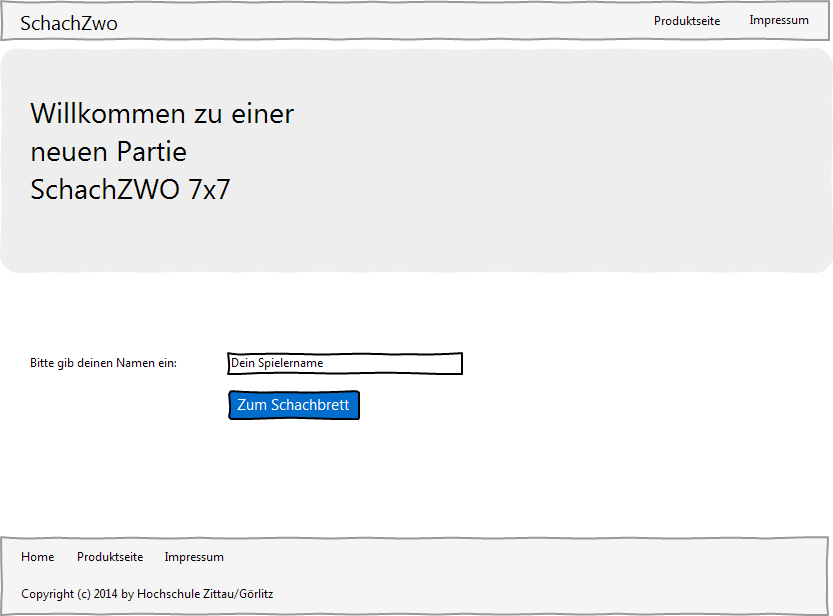 SchachZwo
Produktseite Impressum
Willkommen zu einer
neuen Partie
SchachZWO 7x7
Bitte gib deinen Namen ein:
Dein Spielername
Zum Schachbrett
Home Produktseite Impressum
Copyright (c) 2014 by Hochschule Zittau/Görlitz